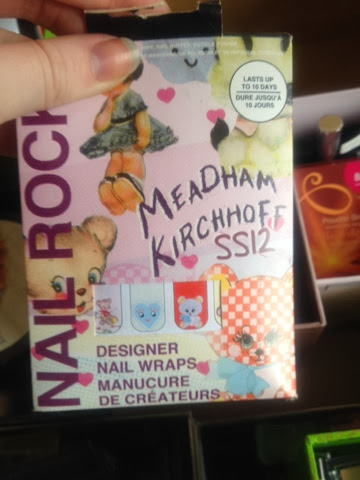 LASTS UP
TO 10 DAYS
DURE JUSQU'À
10 JOURS
NAIL ROCK
MEADHAM
KIRCHHOFF
SS12
DESIGNER
NAIL WRAPS
MANUCURE
DE CRÉATEURS